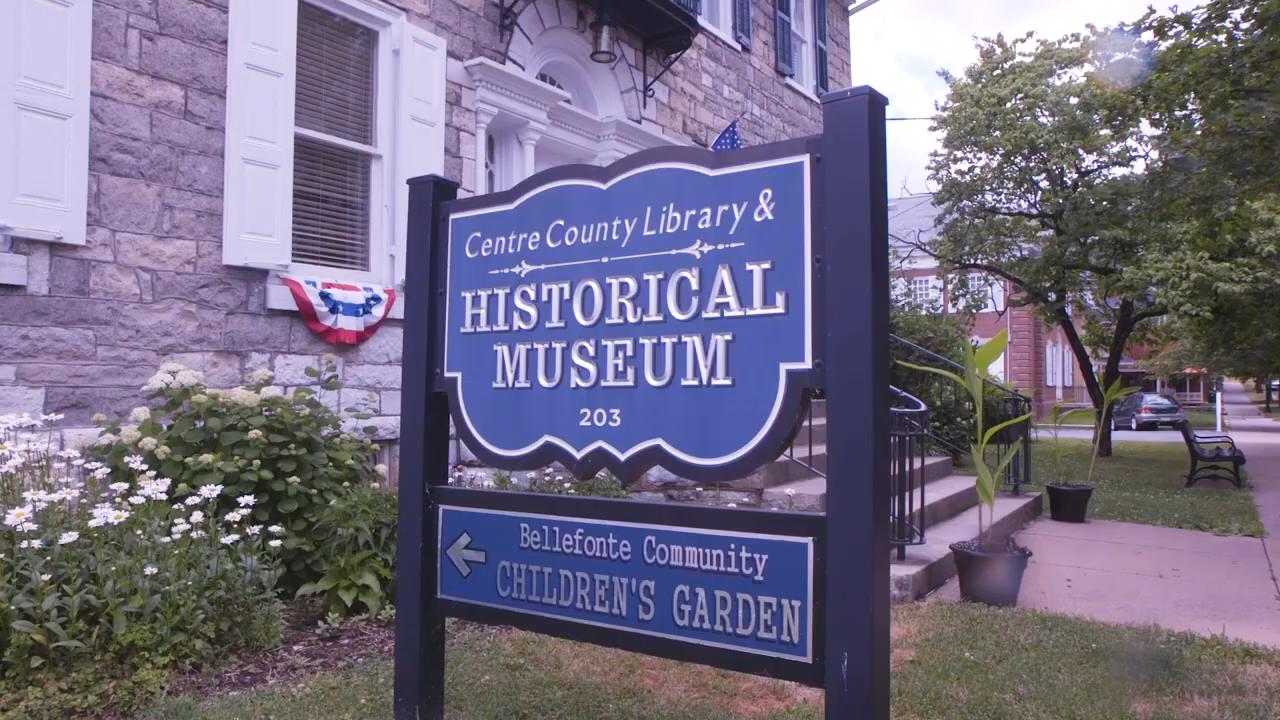 Centre County Library &
HISTORICAL
MUSEUM
203
Bellefonte Community
CHILDREN'S GARDEN